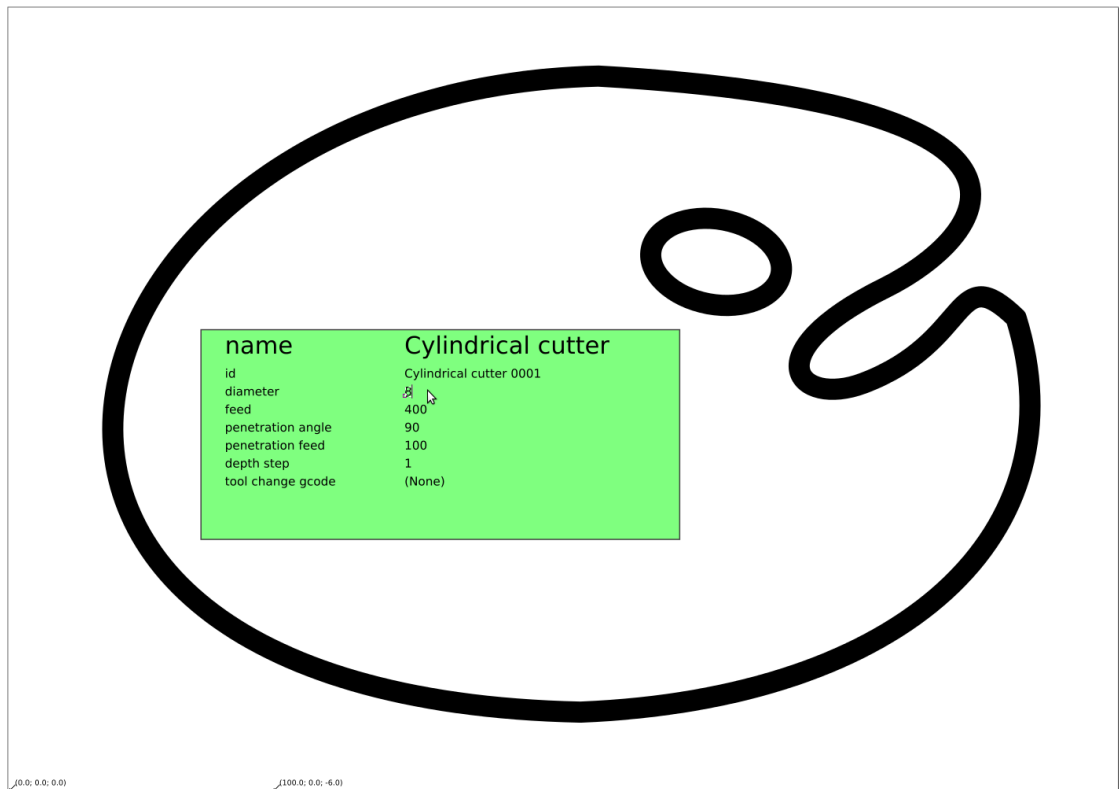 name Cylindrical cutter
id Cylindrical cutter 0001
diameter
feed 400
penetration angle 90
penetration feed 100
depth step 1
tool change gcode (None)
(0.0; 0.0; 0.0) (100.0; 0.0; -6.0)